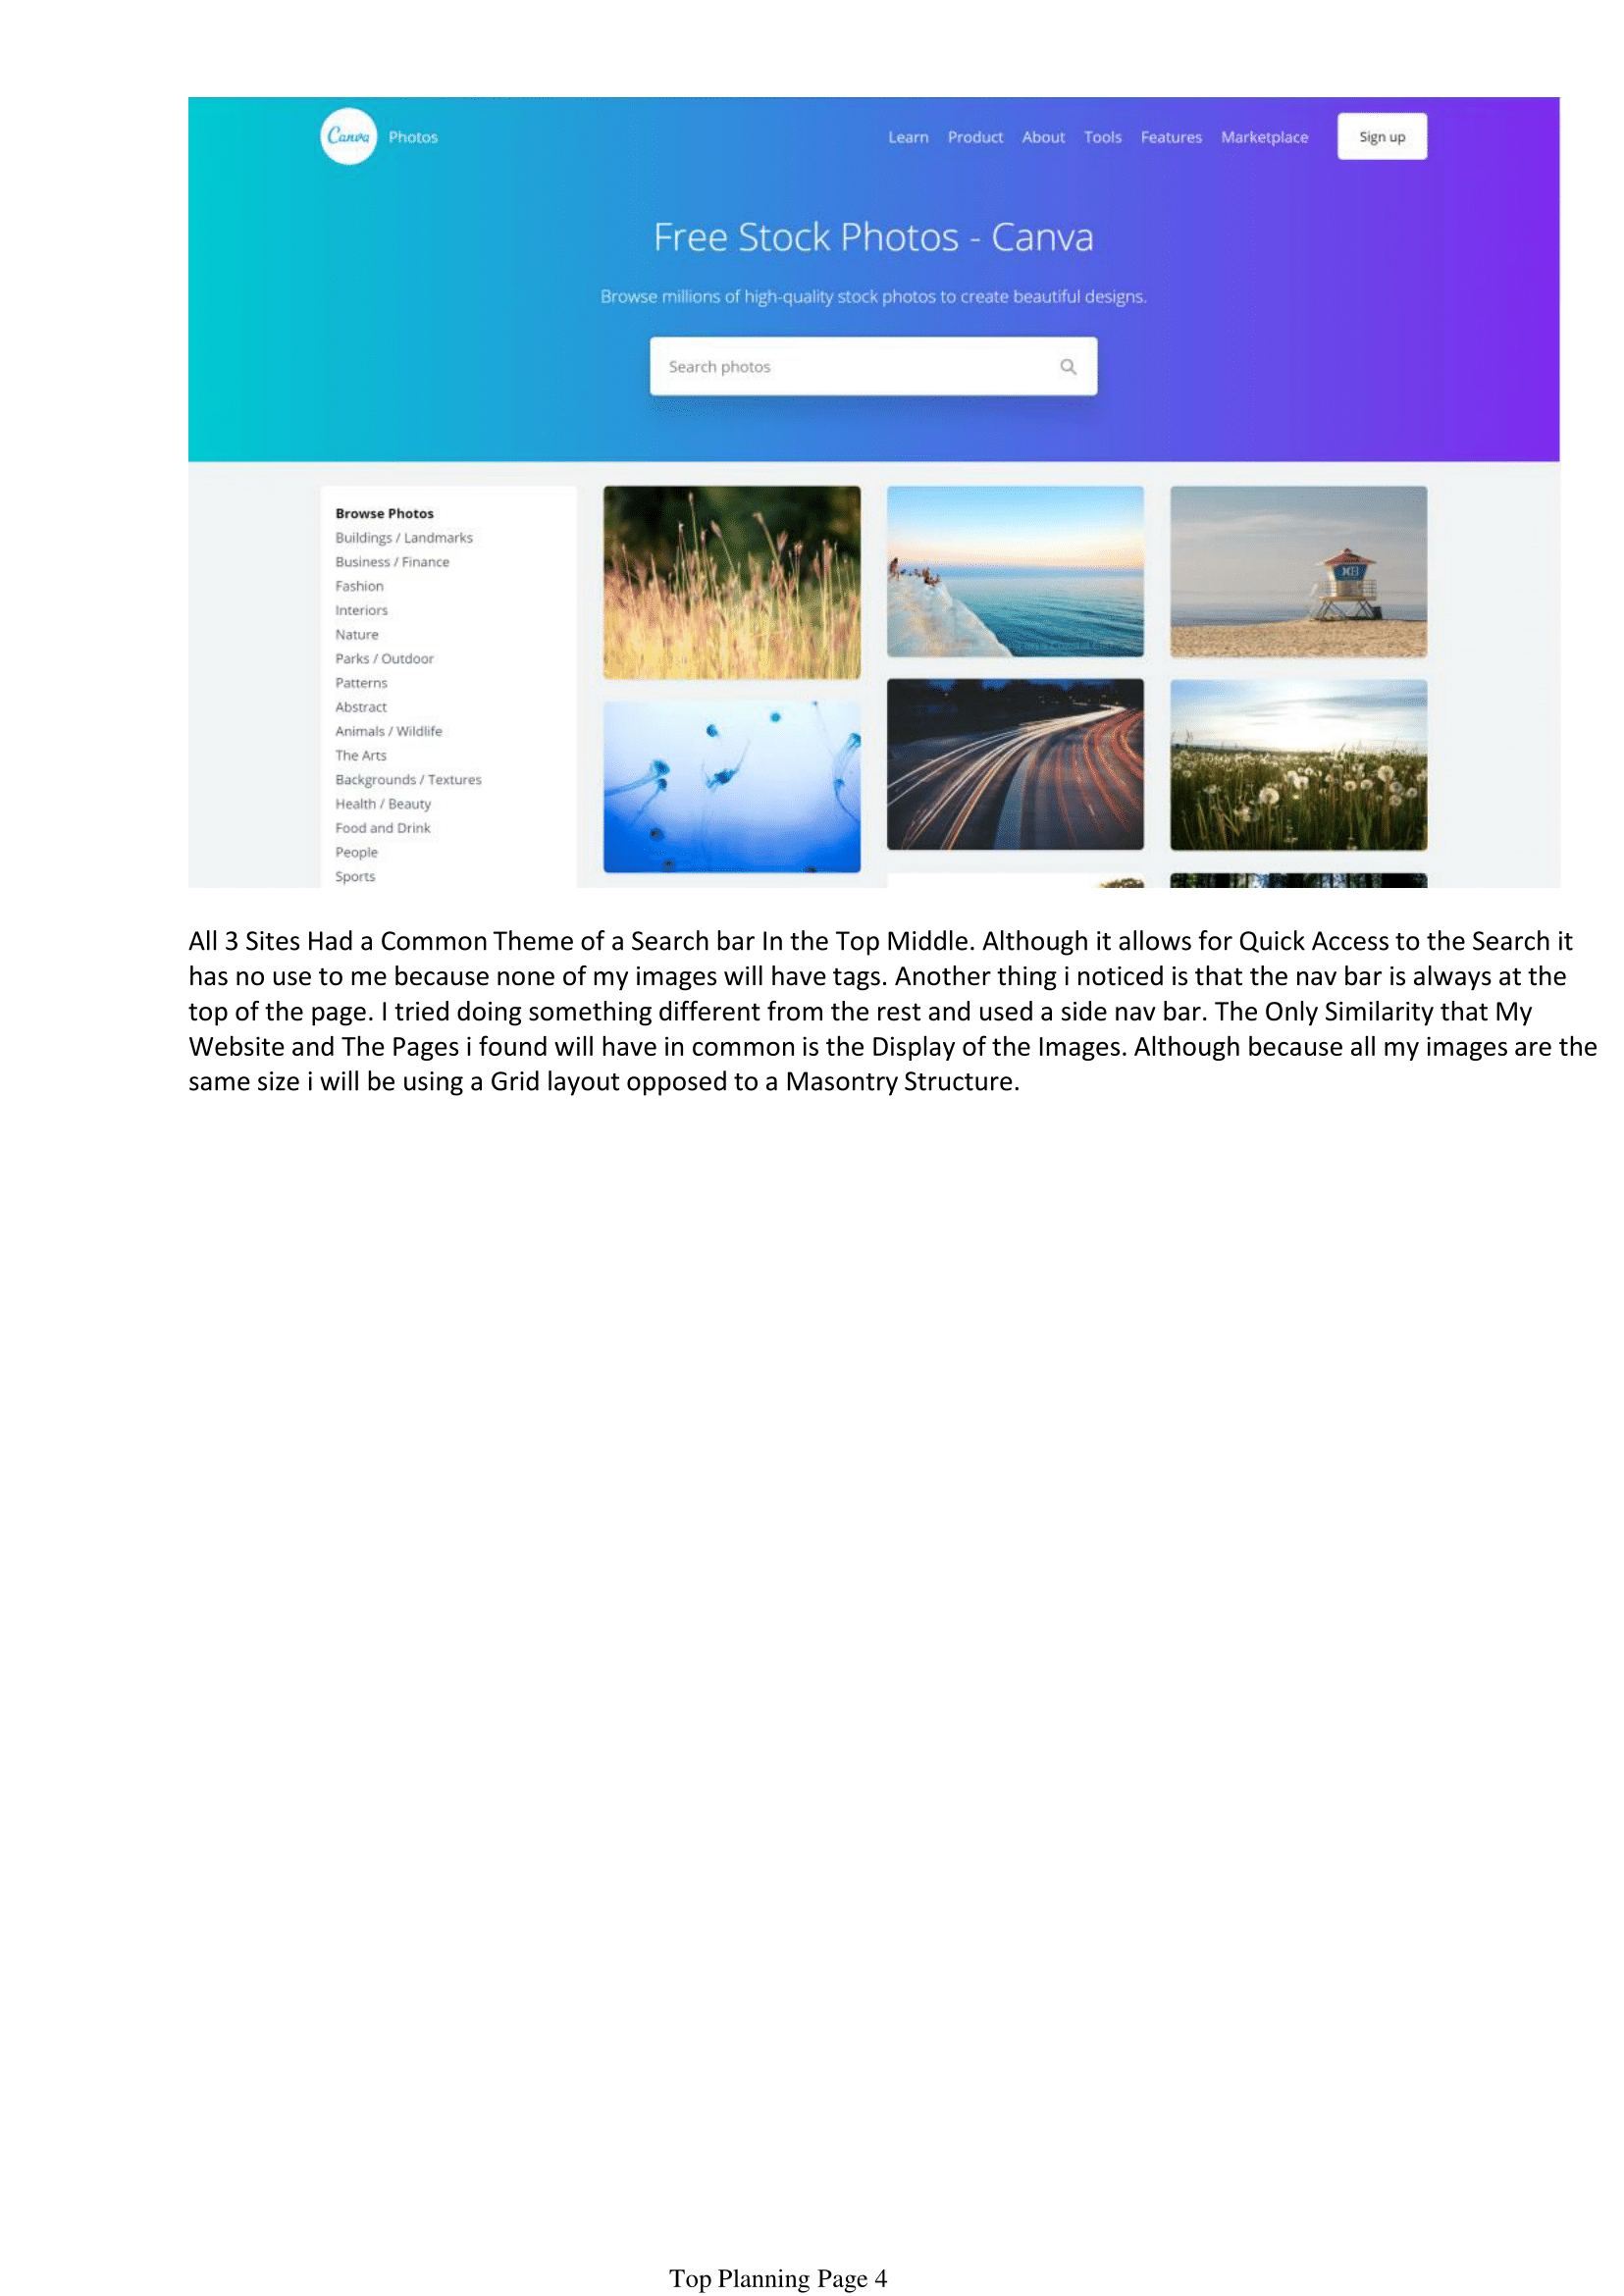 Canva Photos Learn Product About Tools Features Marketplace Sign up
Free Stock Photos - Canva
Browse millions of high-quality stock photos to create beautiful designs.
Search photos
Browse Photos
Buildings / Landmarks
Business / Finance
Fashion
Interiors
Nature
Parks / Outdoor
Patterns
Abstract
Animals / Wildlife
The Arts
Backgrounds / Textures
Health / Beauty
Food and Drink
People
Sports
All 3 Sites Had a Common Theme of a Search bar In the Top Middle. Although it allows for Quick Access to the Search it
has no use to me because none of my images will have tags. Another thing i noticed is that the nav bar is always at the
top of the page. I tried doing something different from the rest and used a side nav bar. The Only Similarity that My
Website and The Pages i found will have in common is the Display of the Images. Although because all my images are the
same size i will be using a Grid layout opposed to a Masontry Structure.
Top Planning Page 4